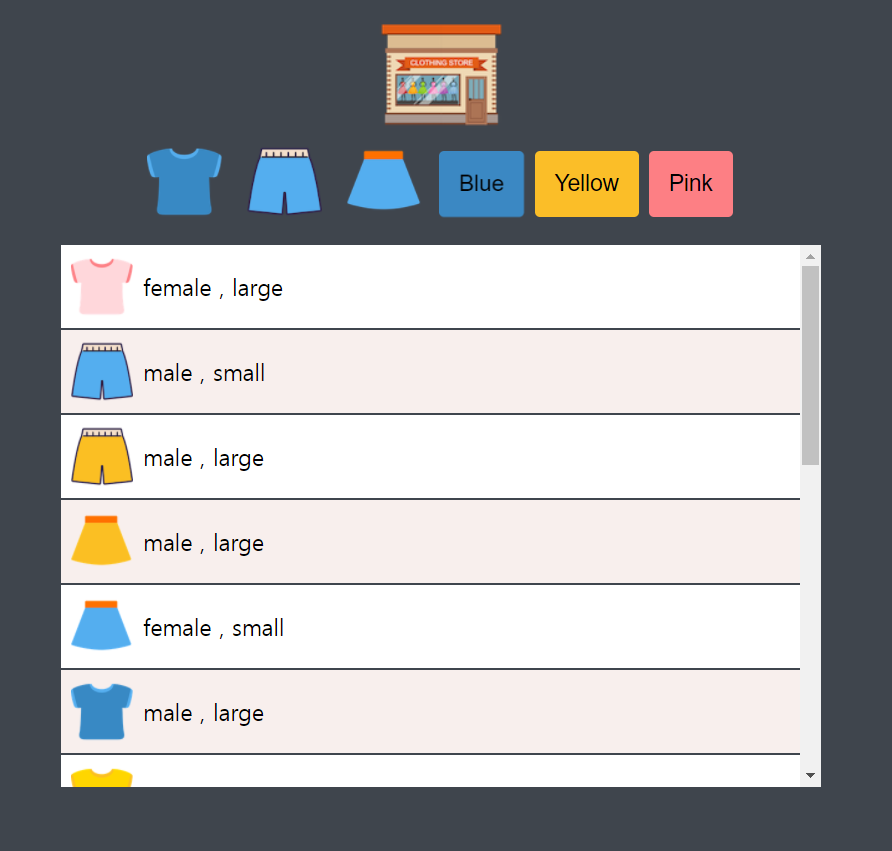 CLOTHING STORE
Blue Yellow Pink
female , large
male , small
male , large
male , large
female , small
male , large